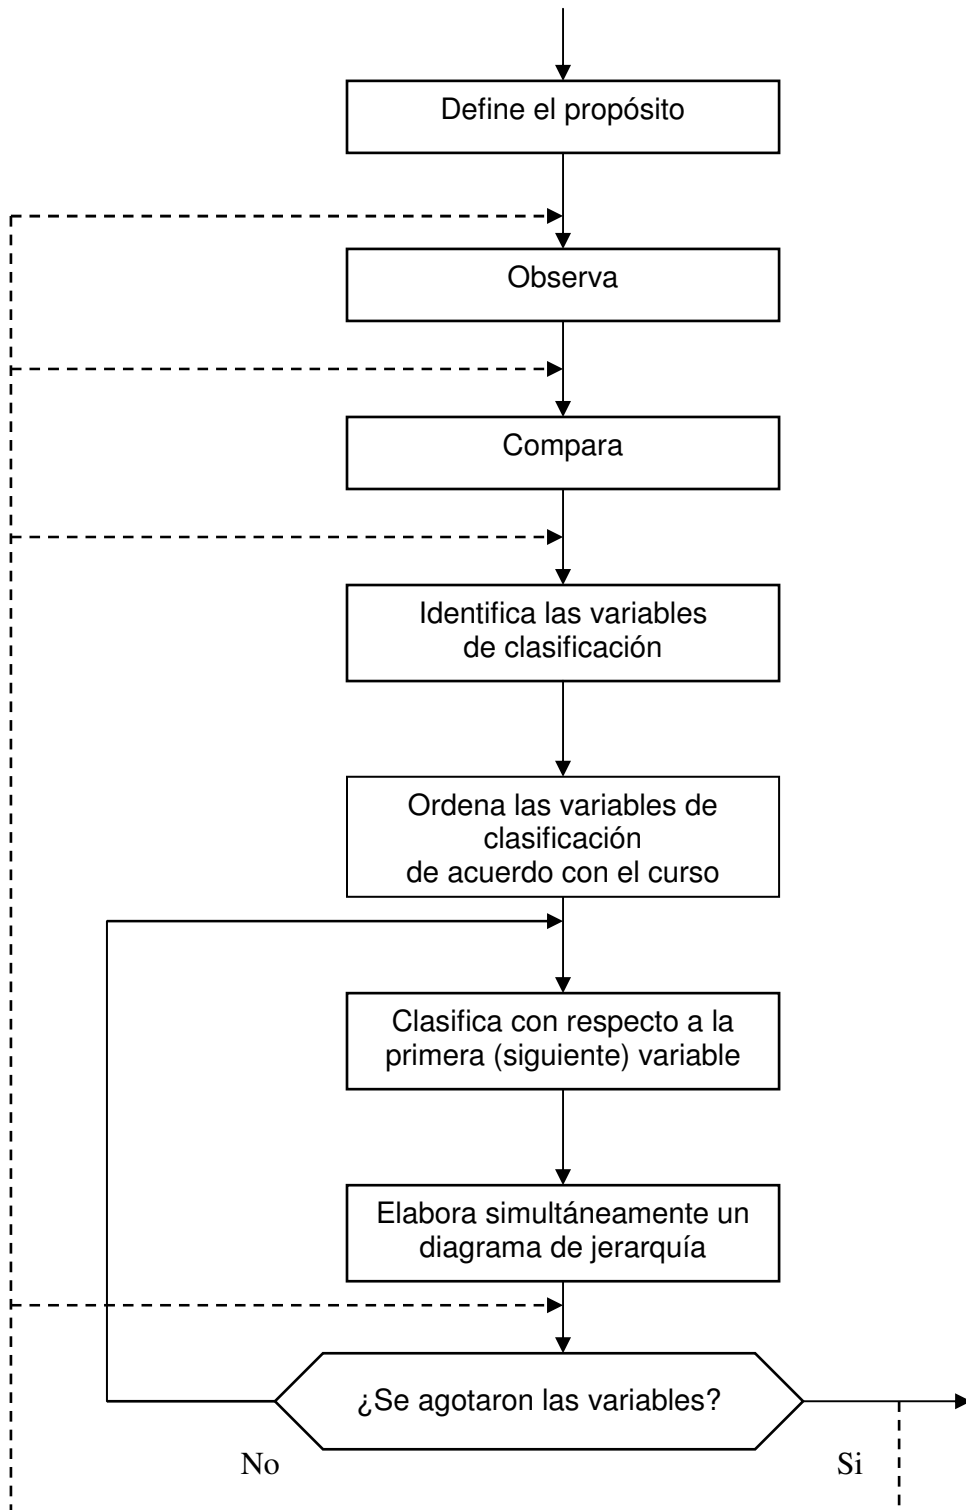 Define el propósito
Observa
Compara
Identifica las variables
de clasificación
Ordena las variables de
clasificación
de acuerdo con el curso
Clasifica con respecto a la
primera (siguiente) variable
Elabora simultáneamente un
diagrama de jerarquía
¿Se agotaron las variables?
No
Si